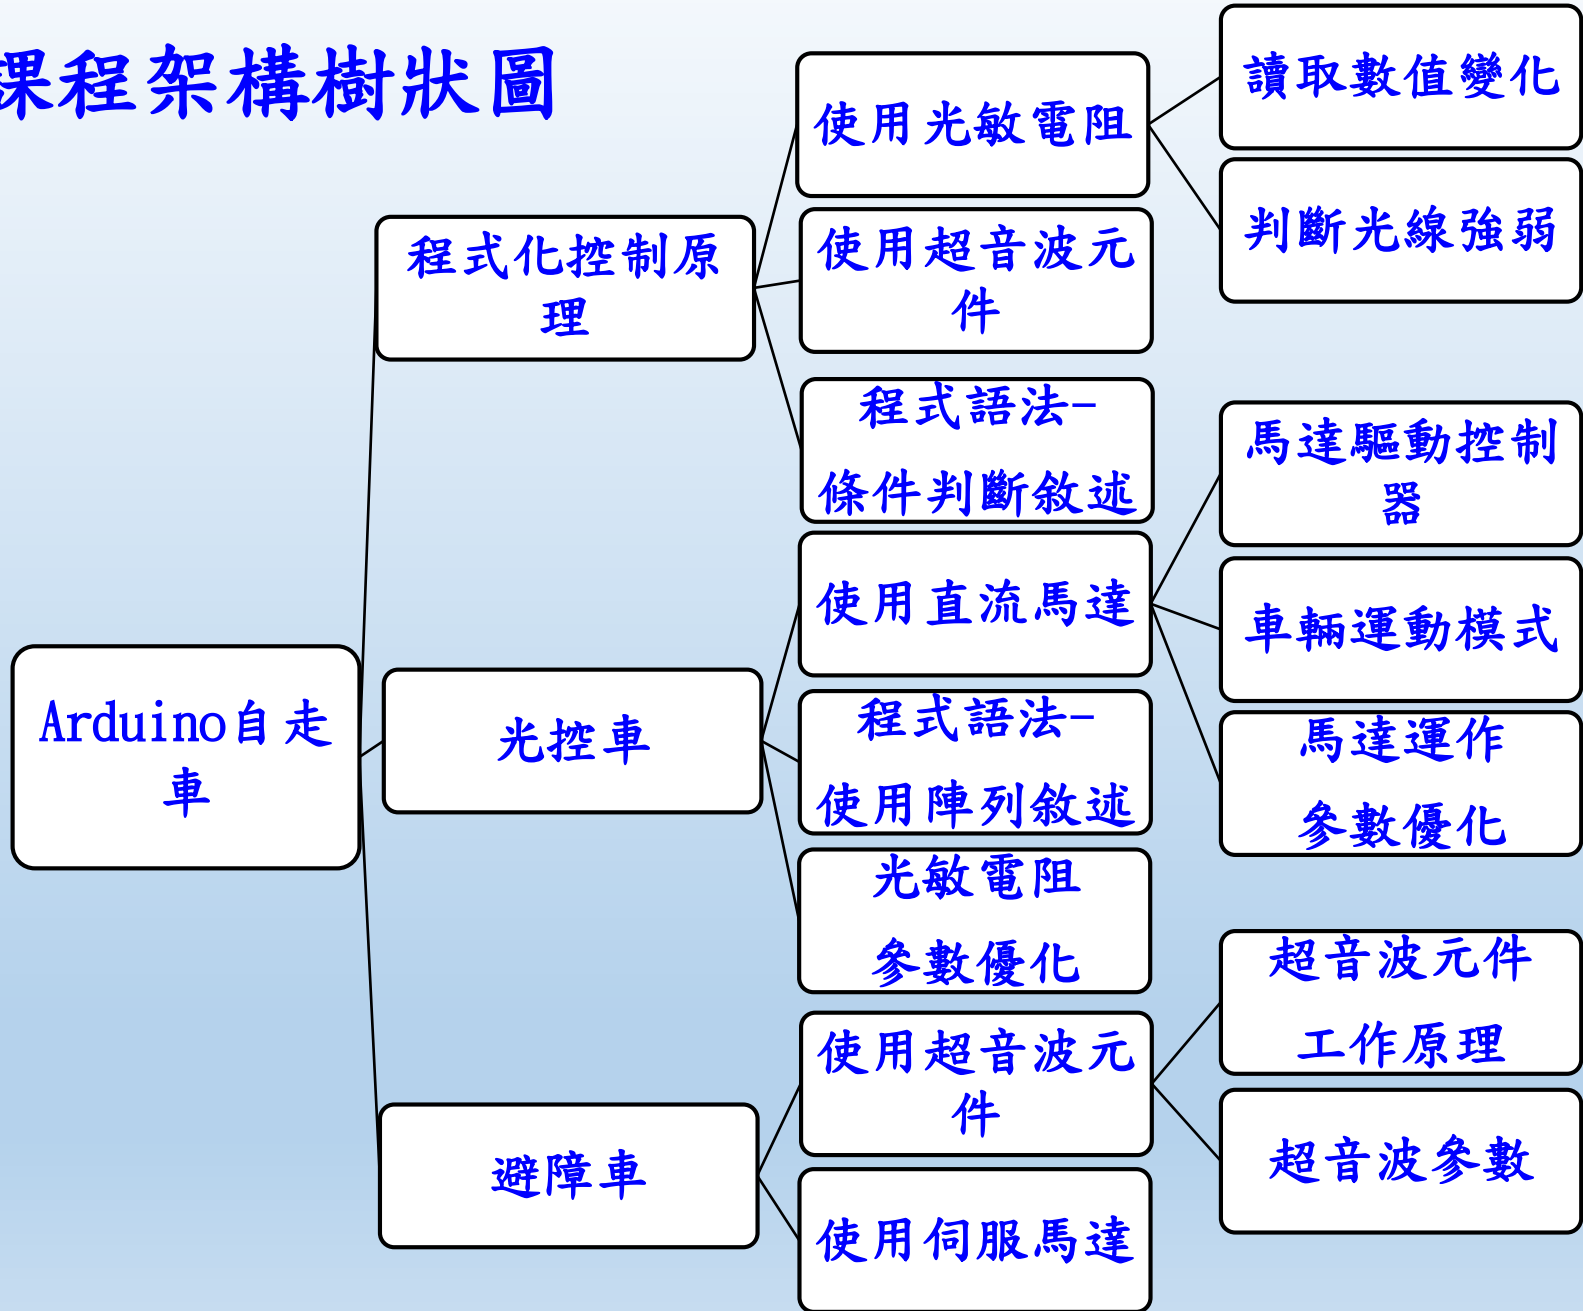 課程架構樹狀圖
Arduino自走
車
程式化控制原
理
使用光敏電阻
讀取數值變化
判斷光線強弱
使用超音波元
件
程式語法-
條件判斷敘述
光控車
使用直流馬達
馬達驅動控制
器
車輛運動模式
馬達運作
參數優化
程式語法-
使用陣列敘述
光敏電阻
參數優化
避障車
使用超音波元
件
超音波元件
工作原理
超音波參數
使用伺服馬達